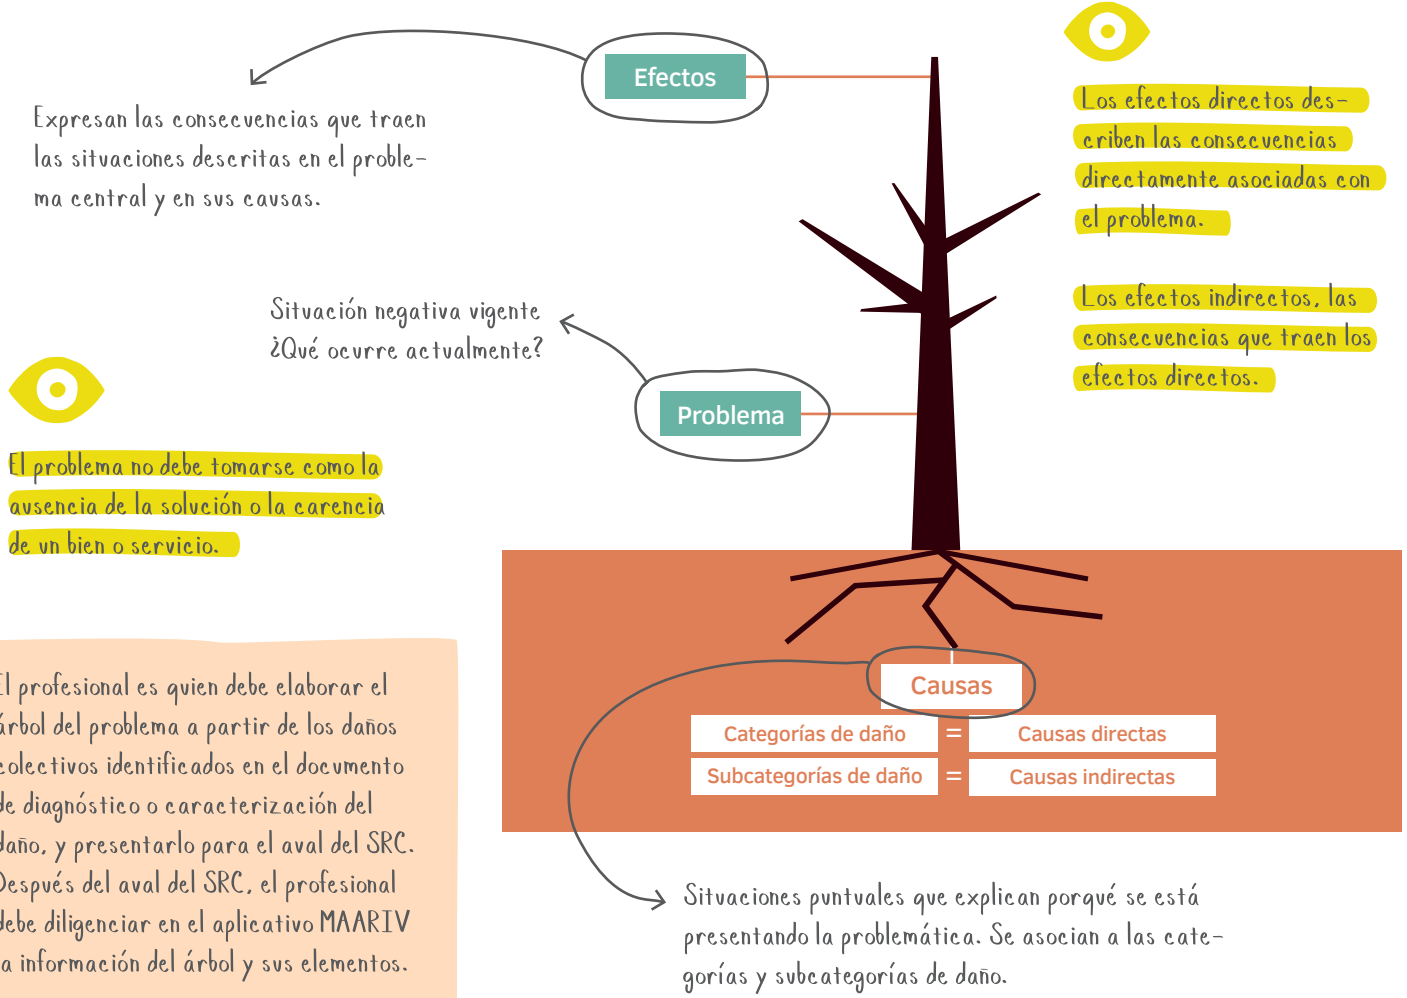 Efectos
Expresan las consecuencias que traen
las situaciones descritas en el proble-
ma central y en sus causas.
Los efectos directos des-
criben las consecuencias
directamente asociadas con
el problema.
Los efectos indirectos, las
consecuencias que traen los
efectos directos.
Situación negativa vigente
¿Qué ocurre actualmente?
Problema
El problema no debe tomarse como la
ausencia de la solución o la carencia
de un bien o servicio.
El profesional es quien debe elaborar el
árbol del problema a partir de los daños
colectivos identificados en el documento
de diagnóstico o caracterización del
daño, y presentarlo para el aval del SRC.
Después del aval del SRC, el profesional
debe diligenciar en el aplicativo MAARIV
la información del árbol y sus elementos.
Causas
Categorías de daño = Causas directas
Subcategorías de daño = Causas indirectas
Situaciones puntuales que explican porqué se está
presentando la problemática. Se asocian a las cate-
gorías y subcategorías de daño.